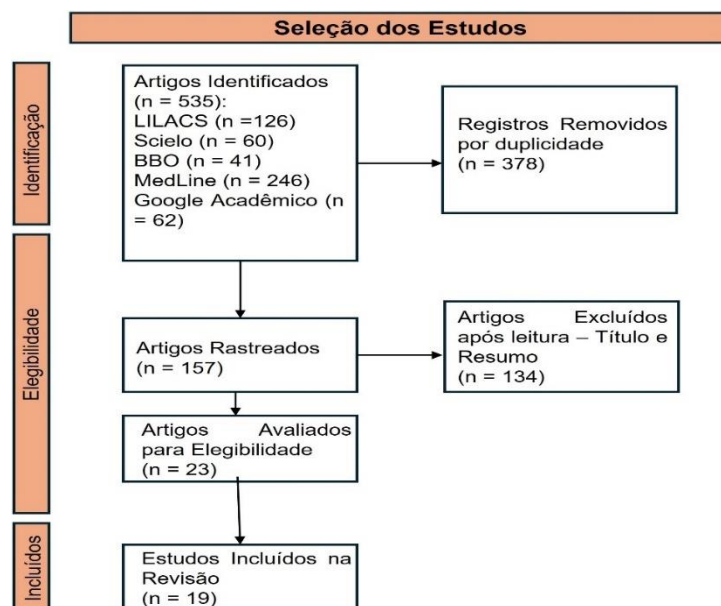 Seleção dos Estudos
Identificação
Artigos Identificados
(n = 535):
LILACS (n =126)
Scielo (n = 60)
BBO (n = 41)
MedLine (n = 246)
Google Acadêmico (n
= 62)
Registros Removidos
por duplicidade
(n = 378)
Elegibilidade
Artigos Rastreados
(n = 157)
Artigos Excluídos
após leitura – Título e
Resumo
(n = 134)
Artigos Avaliados
para Elegibilidade
(n = 23)
Incluídos
Estudos Incluídos na
Revisão
(n = 19)